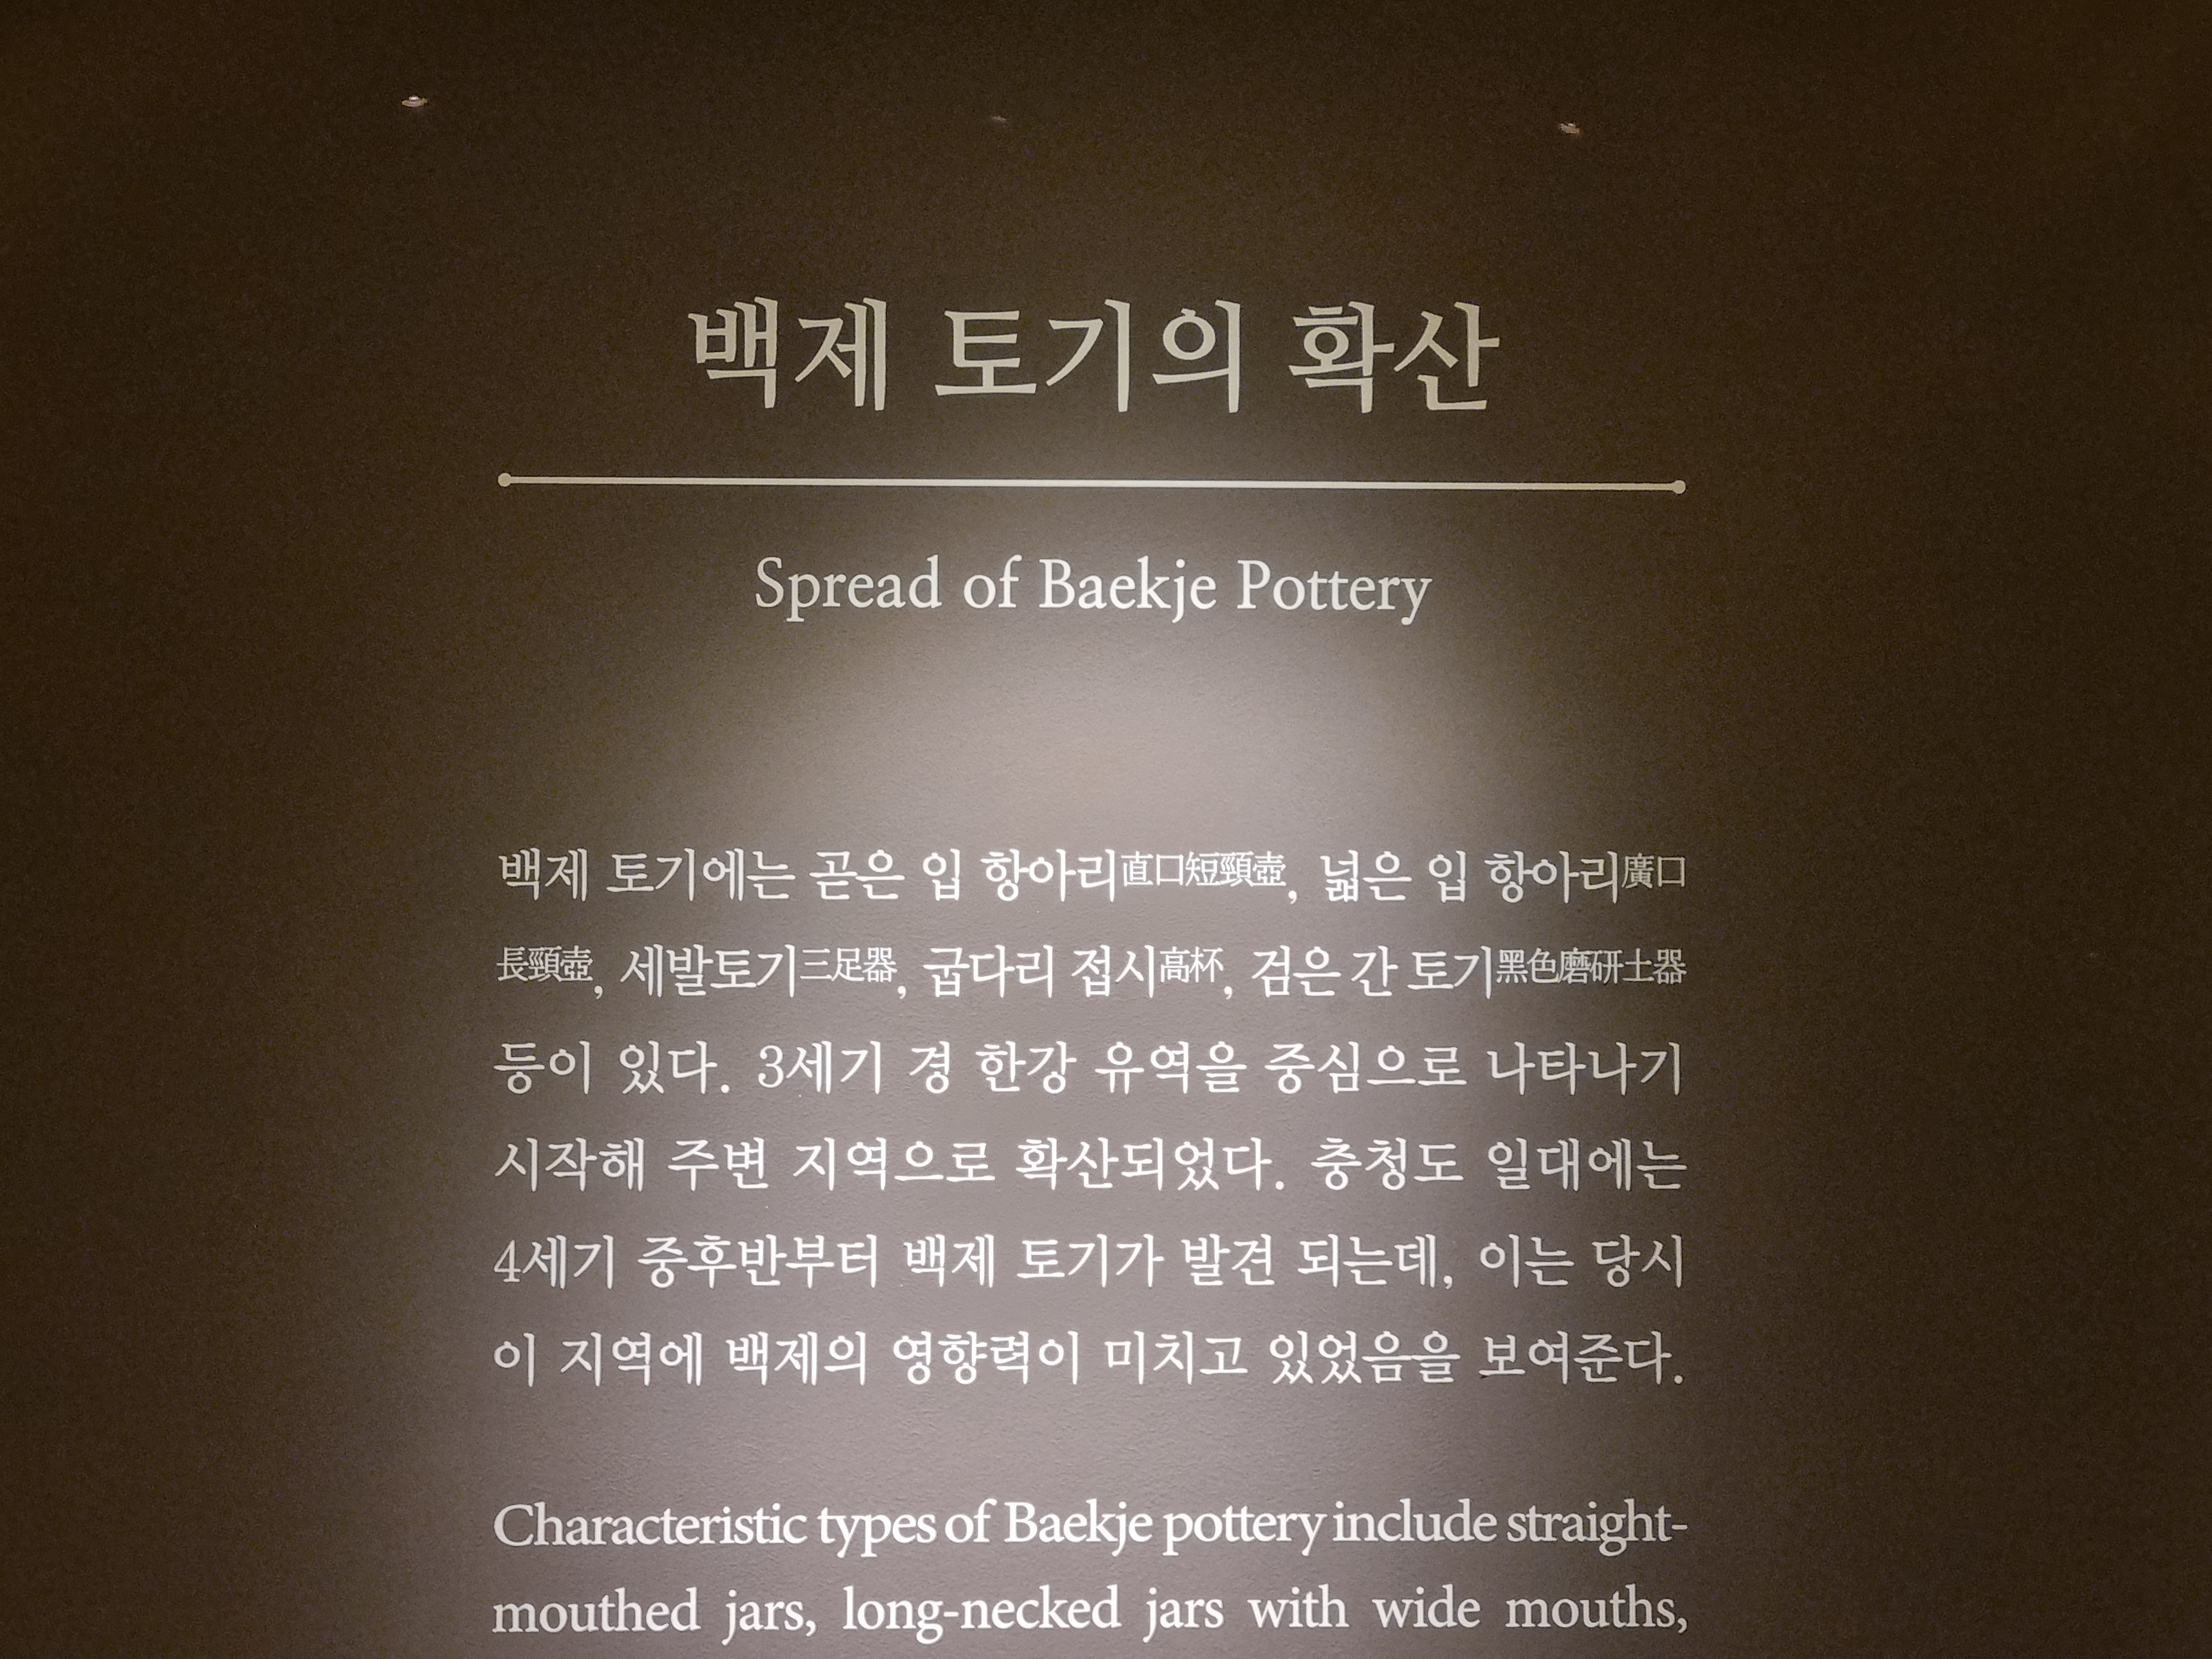 백제 토기의 확산
Spread of Baekje Pottery
백제 토기에는 곧은 입 항아리直口短頸壺, 넓은 입 항아리廣口
長頸壺, 세발토기三足器, 굽다리 접시高杯, 검은 간 토기黑色磨硏土器
등이 있다. 3세기 경 한강 유역을 중심으로 나타나기
시작해 주변 지역으로 확산되었다. 충청도 일대에는
4세기 중후반부터 백제 토기가 발견 되는데, 이는 당시
이 지역에 백제의 영향력이 미치고 있었음을 보여준다.
Characteristic types of Baekje pottery include straight-
mouthed jars, long-necked jars with wide mouths,